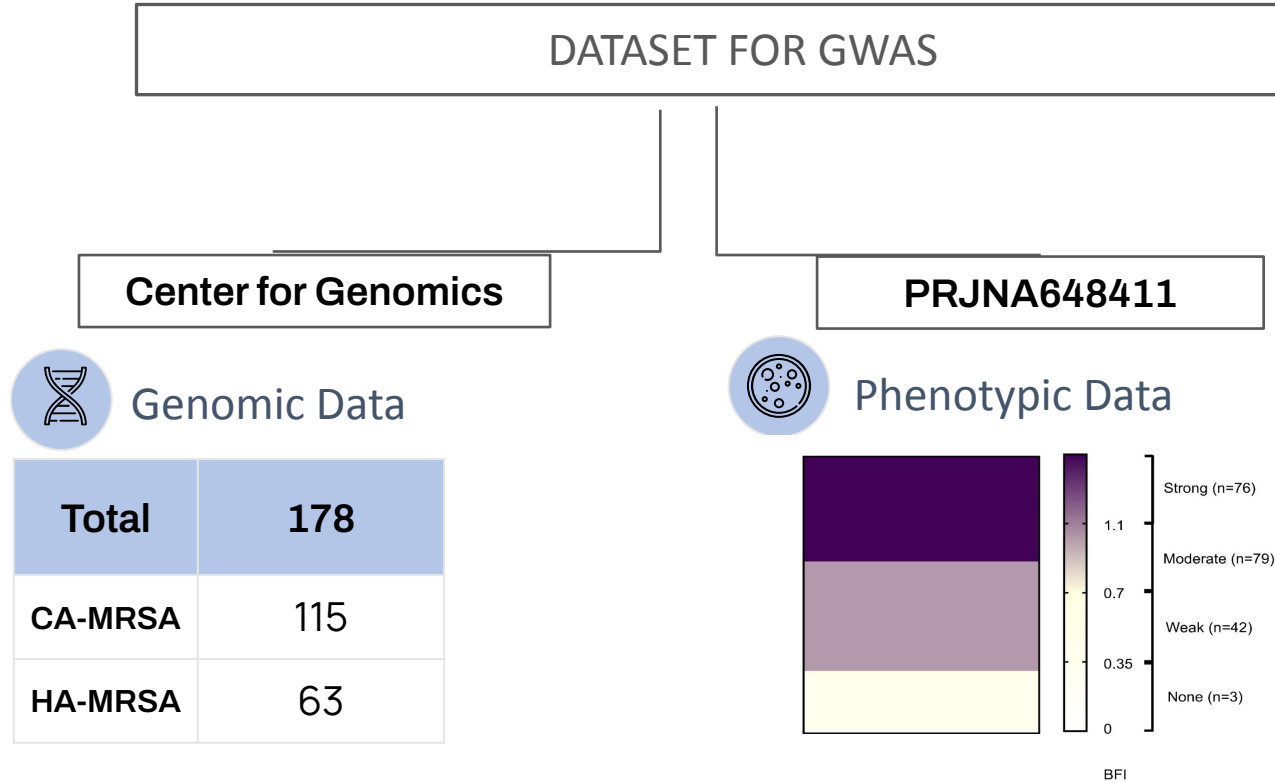 DATASET FOR GWAS
Center for Genomics
PRJNA648411
Genomic Data
Phenotypic Data
Total 178
CA-MRSA 115
HA-MRSA 63
Strong (n=76)
1.1
Moderate (n=79)
0.7
Weak (n=42)
0.35
None (n=3)
0
BFI